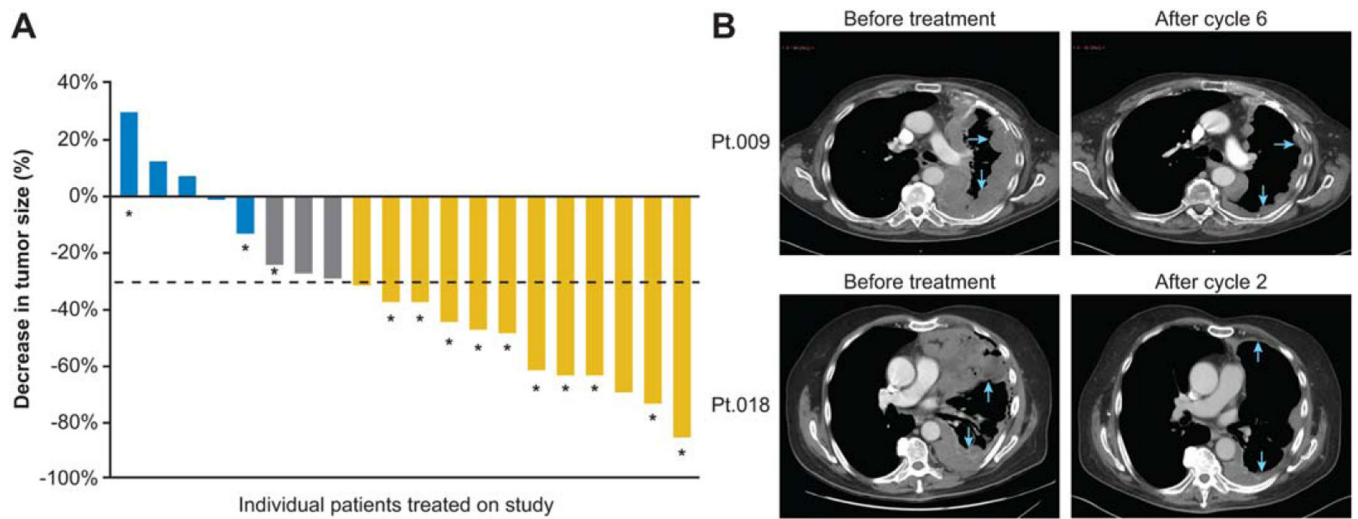 A
40%
20%
0%
-20%
-40%
-60%
-80%
-100%
Decrease in tumor size (%)
* * * * * * * * * * * * * *
Individual patients treated on study
B
Before treatment
After cycle 6
Pt.009
Before treatment
After cycle 2
Pt.018